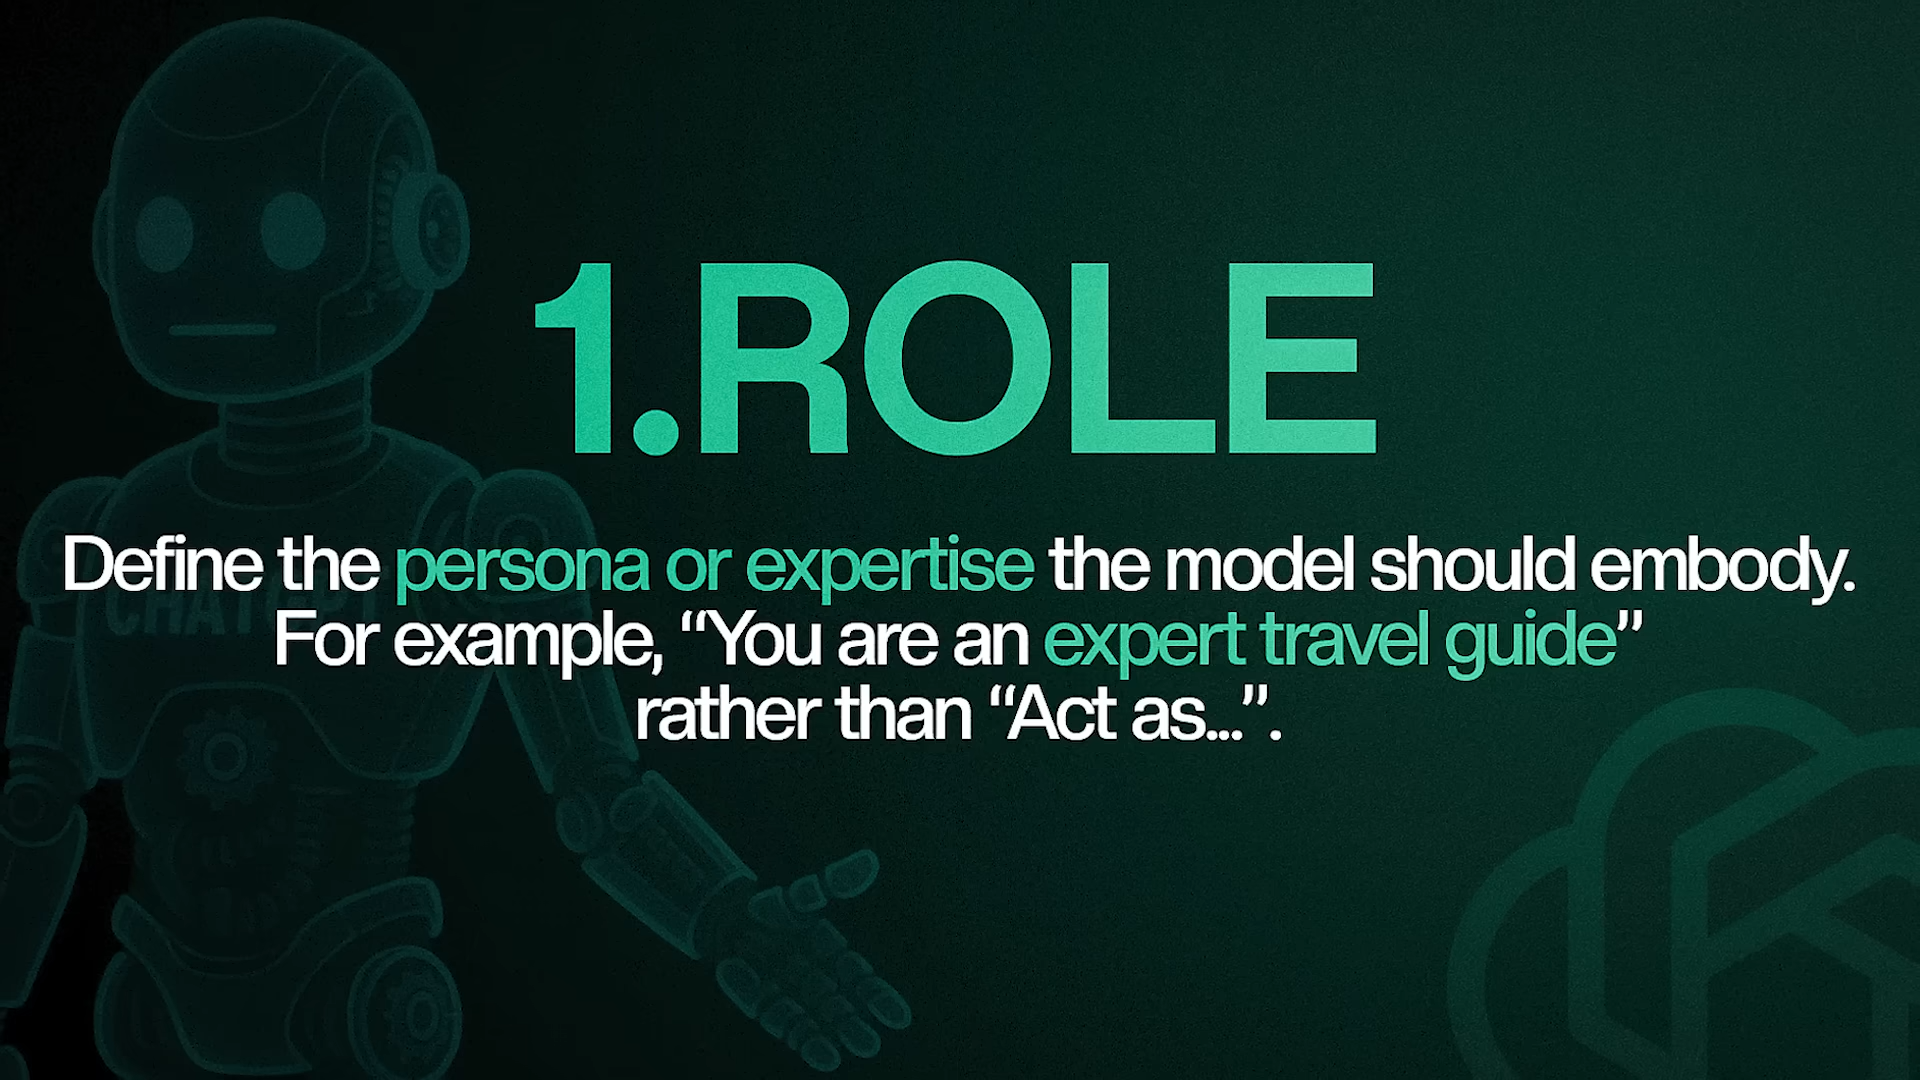 1.ROLE
Define the persona or expertise the model should embody.
For example, “You are an expert travel guide”
rather than “Act as...”.
CHATGPT